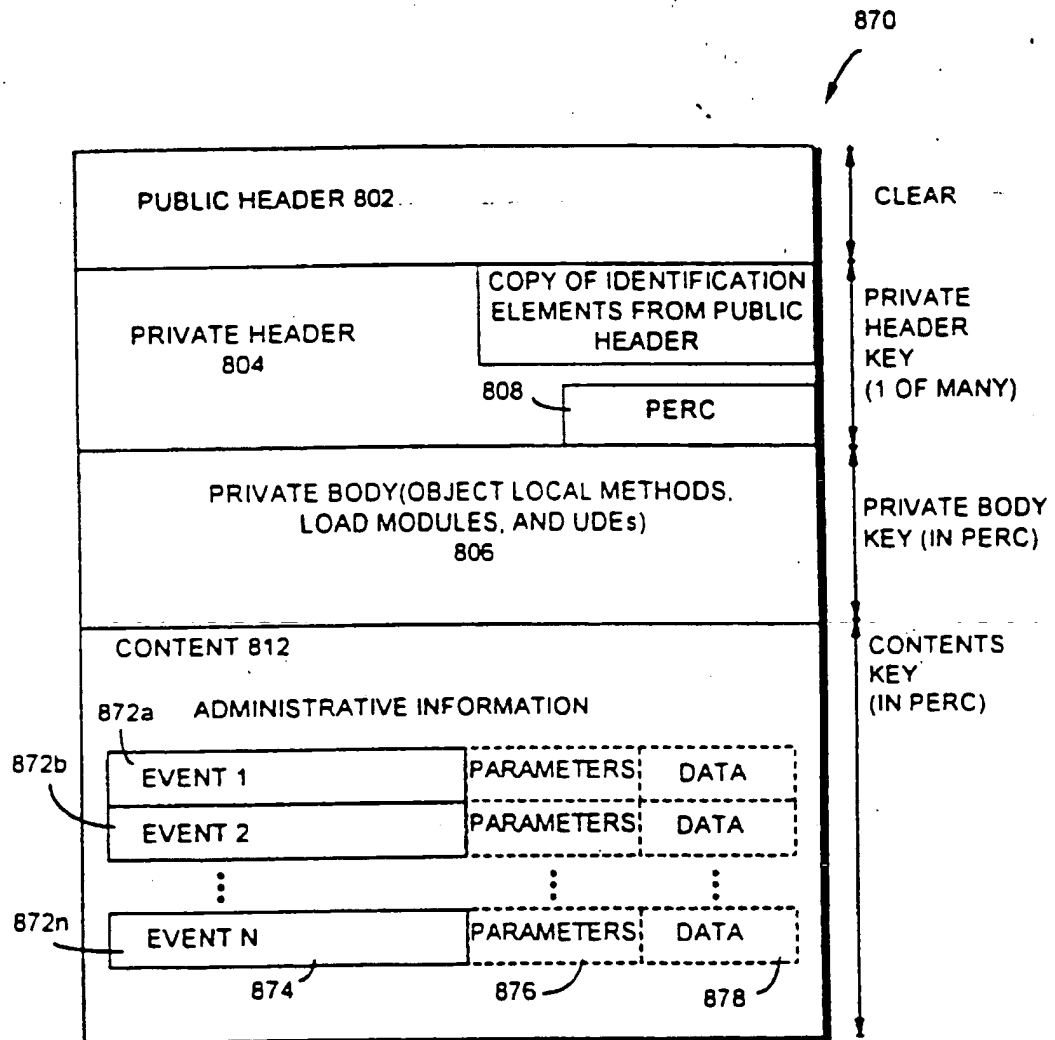 870
PUBLIC HEADER 802
CLEAR
PRIVATE HEADER
804
COPY OF IDENTIFICATION
ELEMENTS FROM PUBLIC
HEADER
808
PERC
PRIVATE
HEADER
KEY
(1 OF MANY)
PRIVATE BODY(OBJECT LOCAL METHODS,
LOAD MODULES, AND UDEs)
806
PRIVATE BODY
KEY (IN PERC)
CONTENT 812
CONTENTS
KEY
(IN PERC)
ADMINISTRATIVE INFORMATION
872a
EVENT 1 PARAMETERS DATA
872b
EVENT 2 PARAMETERS DATA
872n
EVENT N PARAMETERS DATA
874 876 878